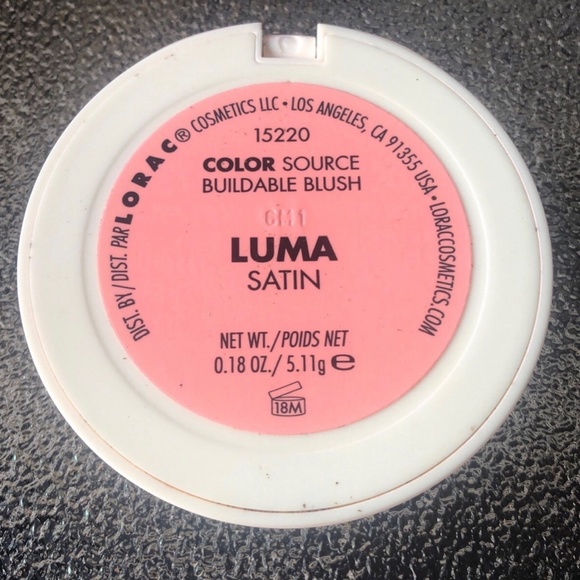 DIST. BY/DIST. PAR LORAC® COSMETICS LLC • LOS ANGELES, CA 91355 USA • LORACCOSMETICS.COM
15220
COLOR SOURCE
BUILDABLE BLUSH
LUMA
SATIN
NET WT./POIDS NET
0.18 OZ./ 5.11g ℮
18M